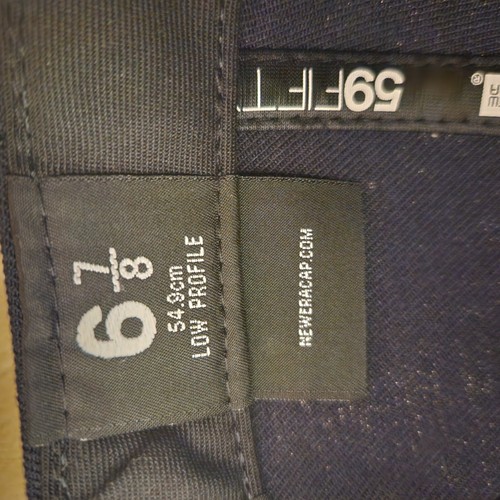 6 7/8
54.9cm
LOW PROFILE
NEWERACAP.COM
59FIFTY